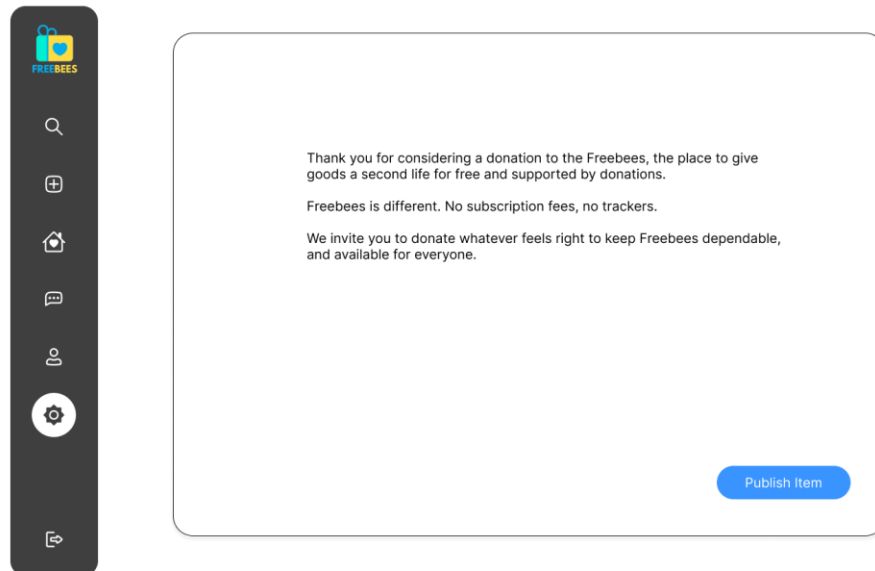 FREEBEES
Thank you for considering a donation to the Freebees, the place to give
goods a second life for free and supported by donations.
Freebees is different. No subscription fees, no trackers.
We invite you to donate whatever feels right to keep Freebees dependable,
and available for everyone.
Publish Item